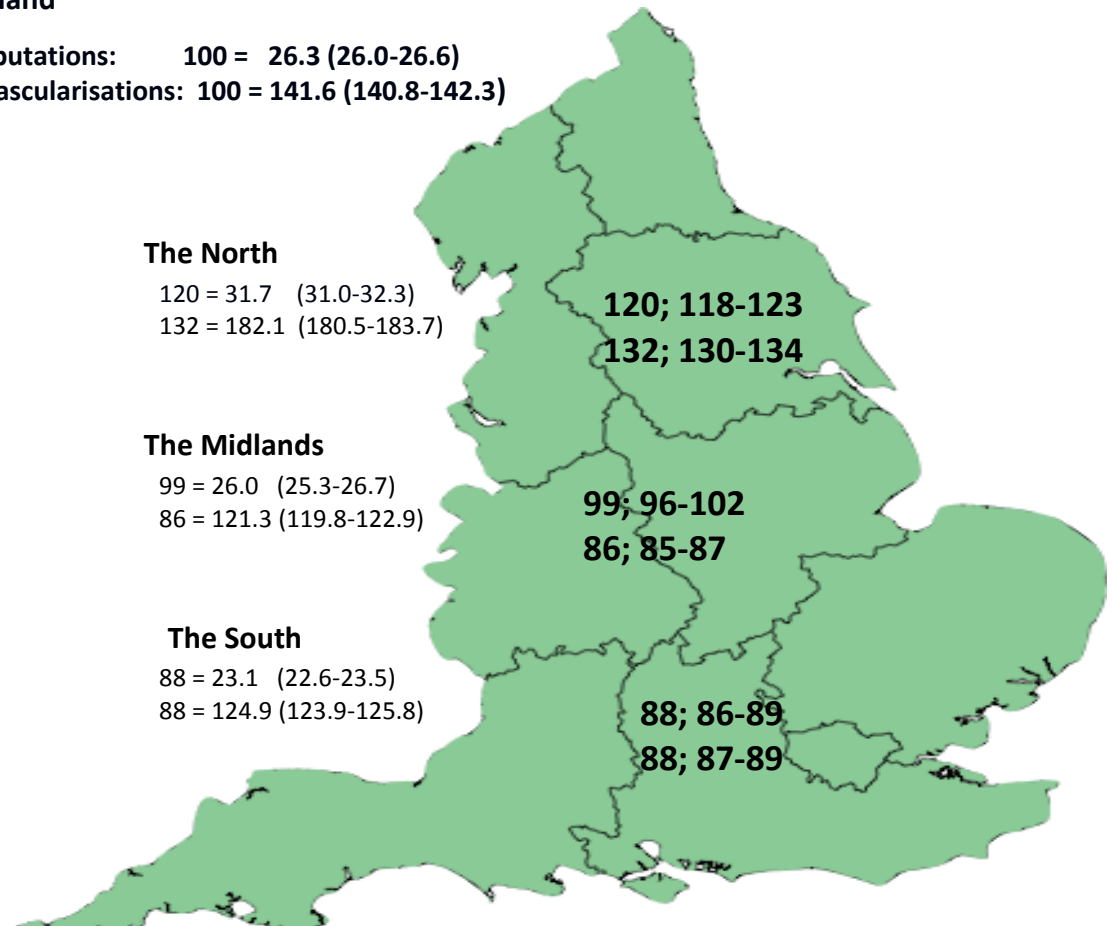 land
putations: 100 = 26.3 (26.0-26.6)
vascularisations: 100 = 141.6 (140.8-142.3)
The North
120 = 31.7 (31.0-32.3)
132 = 182.1 (180.5-183.7)
120; 118-123
132; 130-134
The Midlands
99 = 26.0 (25.3-26.7)
86 = 121.3 (119.8-122.9)
99; 96-102
86; 85-87
The South
88 = 23.1 (22.6-23.5)
88 = 124.9 (123.9-125.8)
88; 86-89
88; 87-89